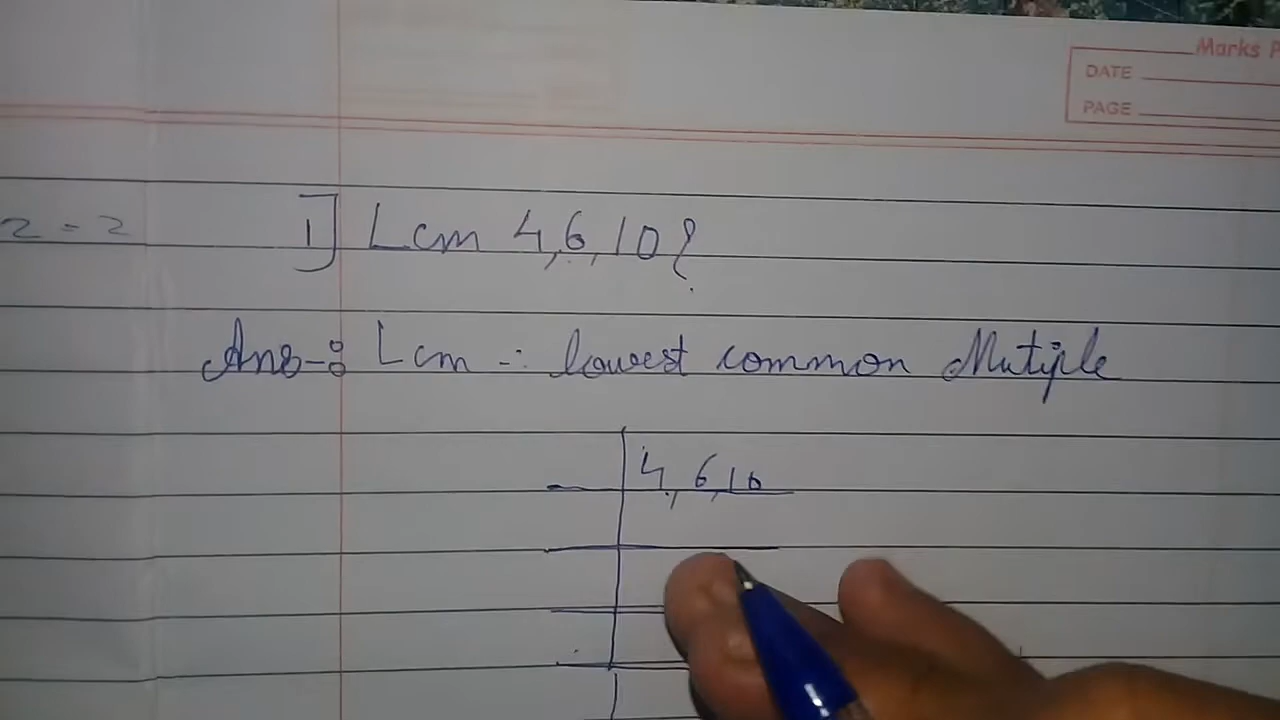 Marks P
DATE
PAGE
2 - 2
1] Lcm 4,6,10?
Ans-: Lcm -: lowest common Mutiple
4,6,10